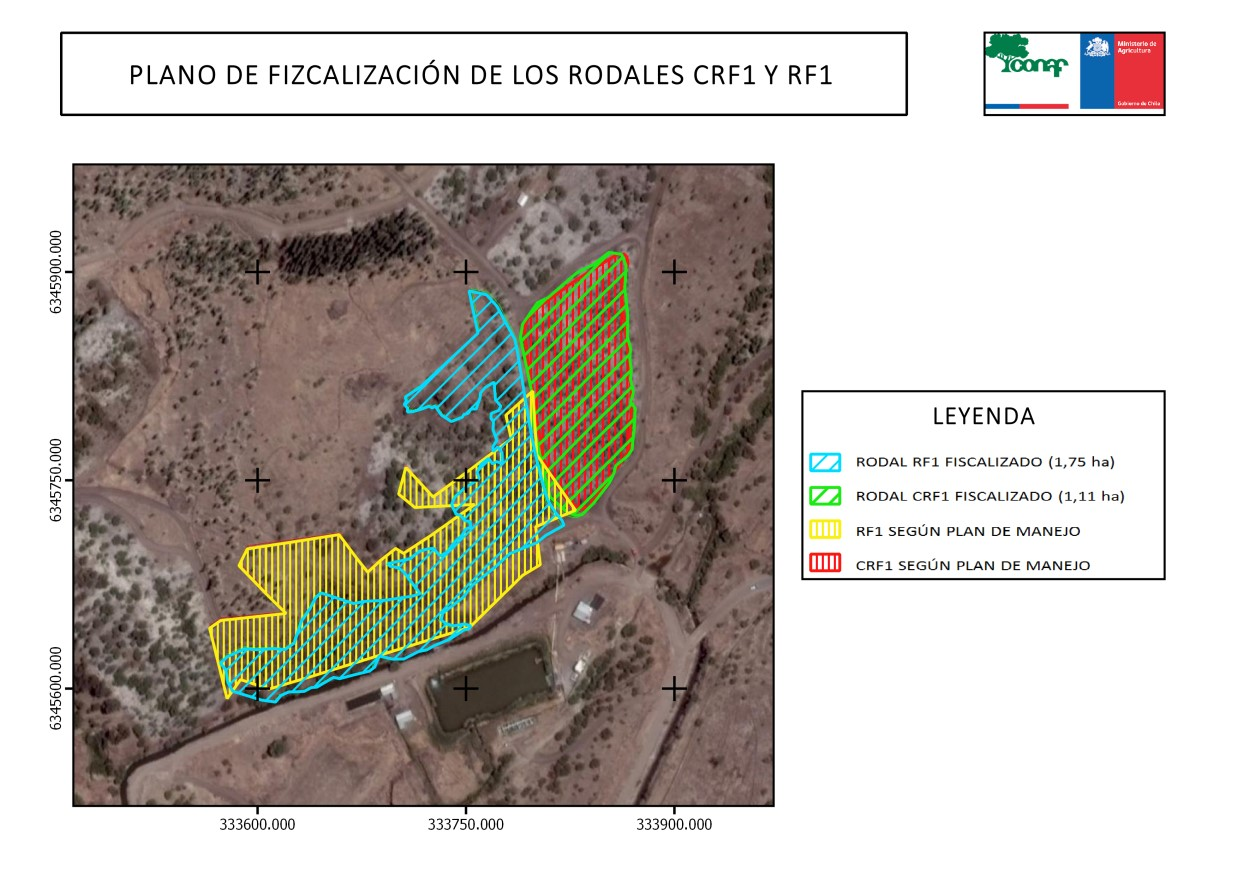 PLANO DE FIZCALIZACIÓN DE LOS RODALES CRF1 Y RF1
conaf
Ministerio de
Agricultura
Gobierno de Chile
6345900.000
6345750.000
6345600.000
333600.000
333750.000
333900.000
LEYENDA
RODAL RF1 FISCALIZADO (1,75 ha)
RODAL CRF1 FISCALIZADO (1,11 ha)
RF1 SEGÚN PLAN DE MANEJO
CRF1 SEGÚN PLAN DE MANEJO